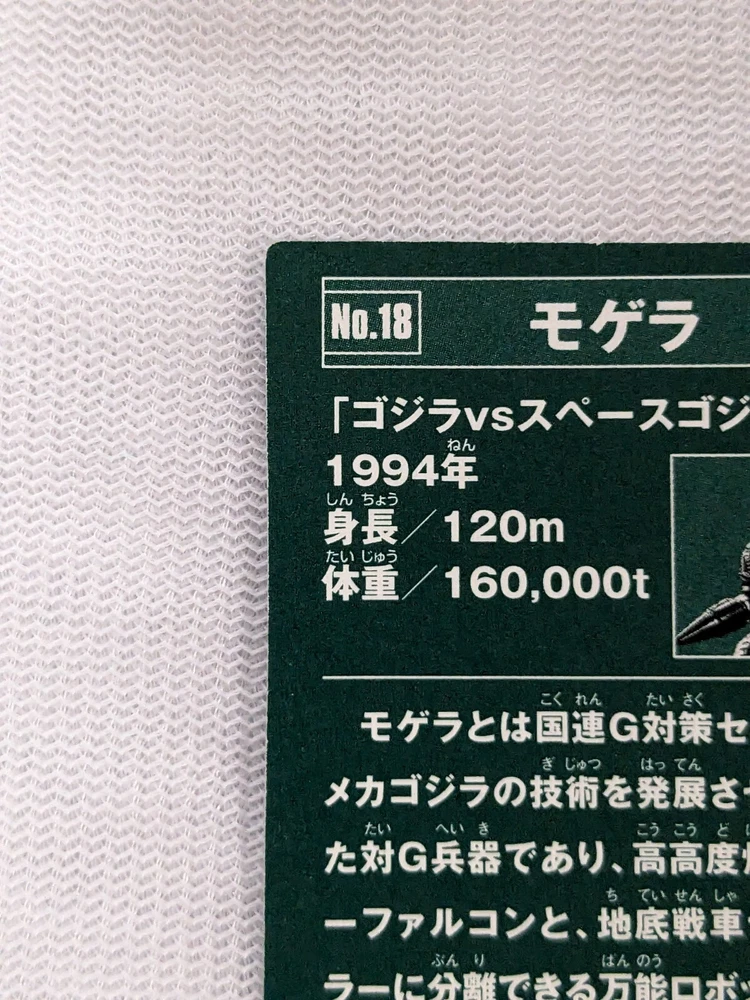 No.18
モゲラ
「ゴジラvsスペースゴジ
1994年
ねん
身長／120m
しんちょう
体重／160,000t
たいじゅう
モゲラとは国連G対策セ
こくれん たいさく
メカゴジラの技術を発展さ
ぎじゅつ はってん
た対G兵器であり、高高度
たい へいき こうこうど
ーファルコンと、地底戦車
ちていせんしゃ
ラーに分離できる万能ロボ
ぶんり ばんのう